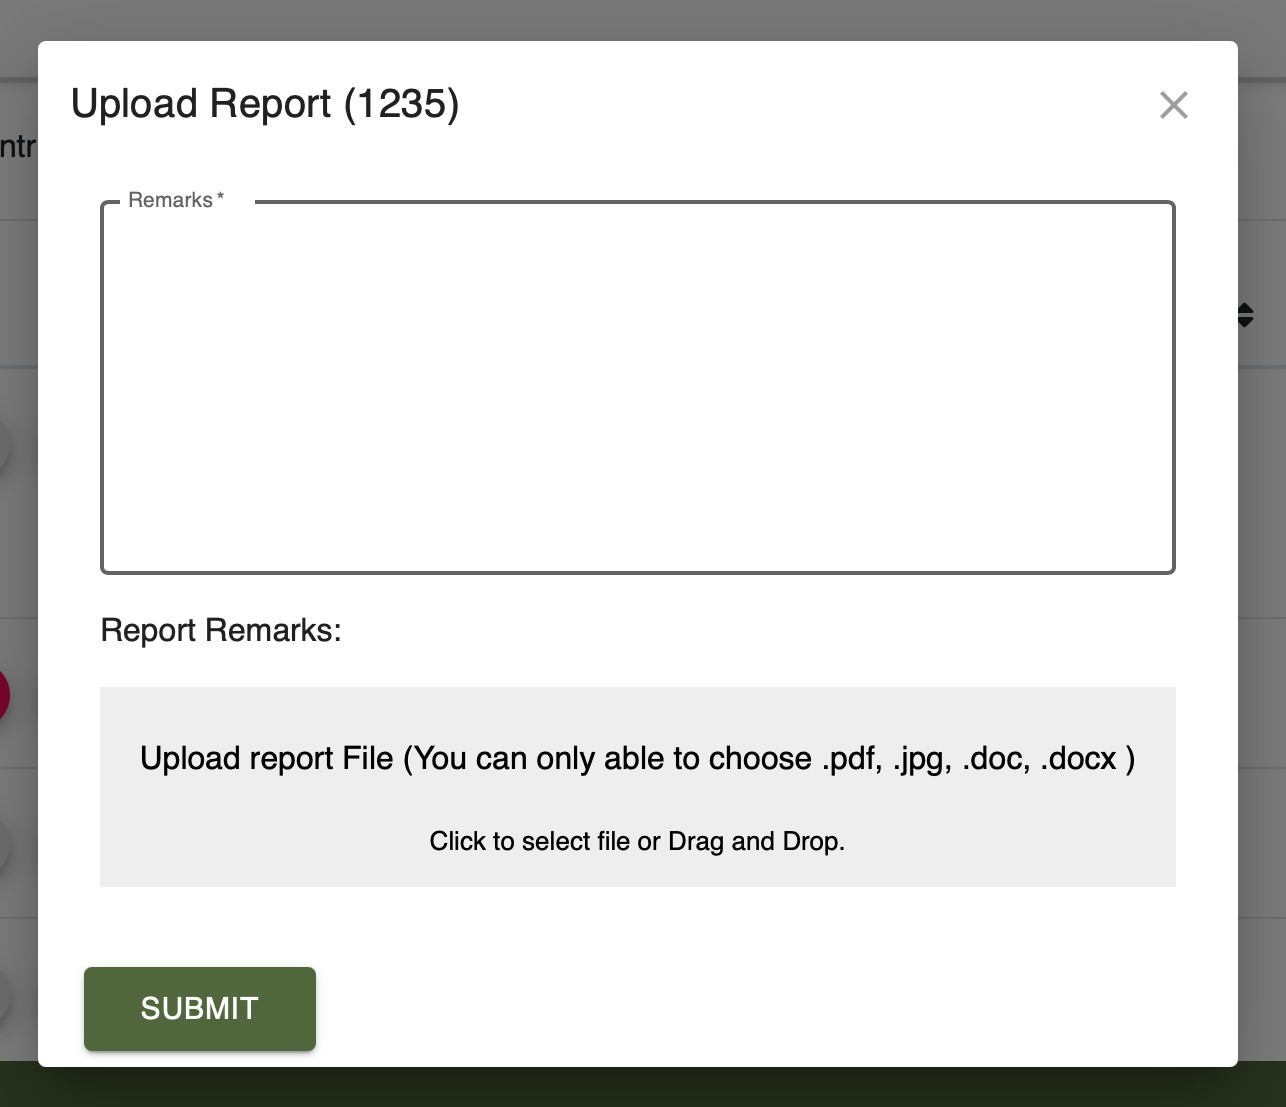 Upload Report (1235)
ntr
Remarks *
Report Remarks:
Upload report File (You can only able to choose .pdf, .jpg, .doc, .docx )
Click to select file or Drag and Drop.
SUBMIT